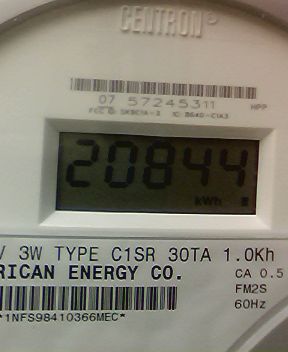 CENTRON®
07 57245311 HPP
20844
kWh
V 3W TYPE C1SR 30TA 1.0Kh
RICAN ENERGY CO. CA 0.5
FM2S
*1NFS98410366MEC* 60Hz